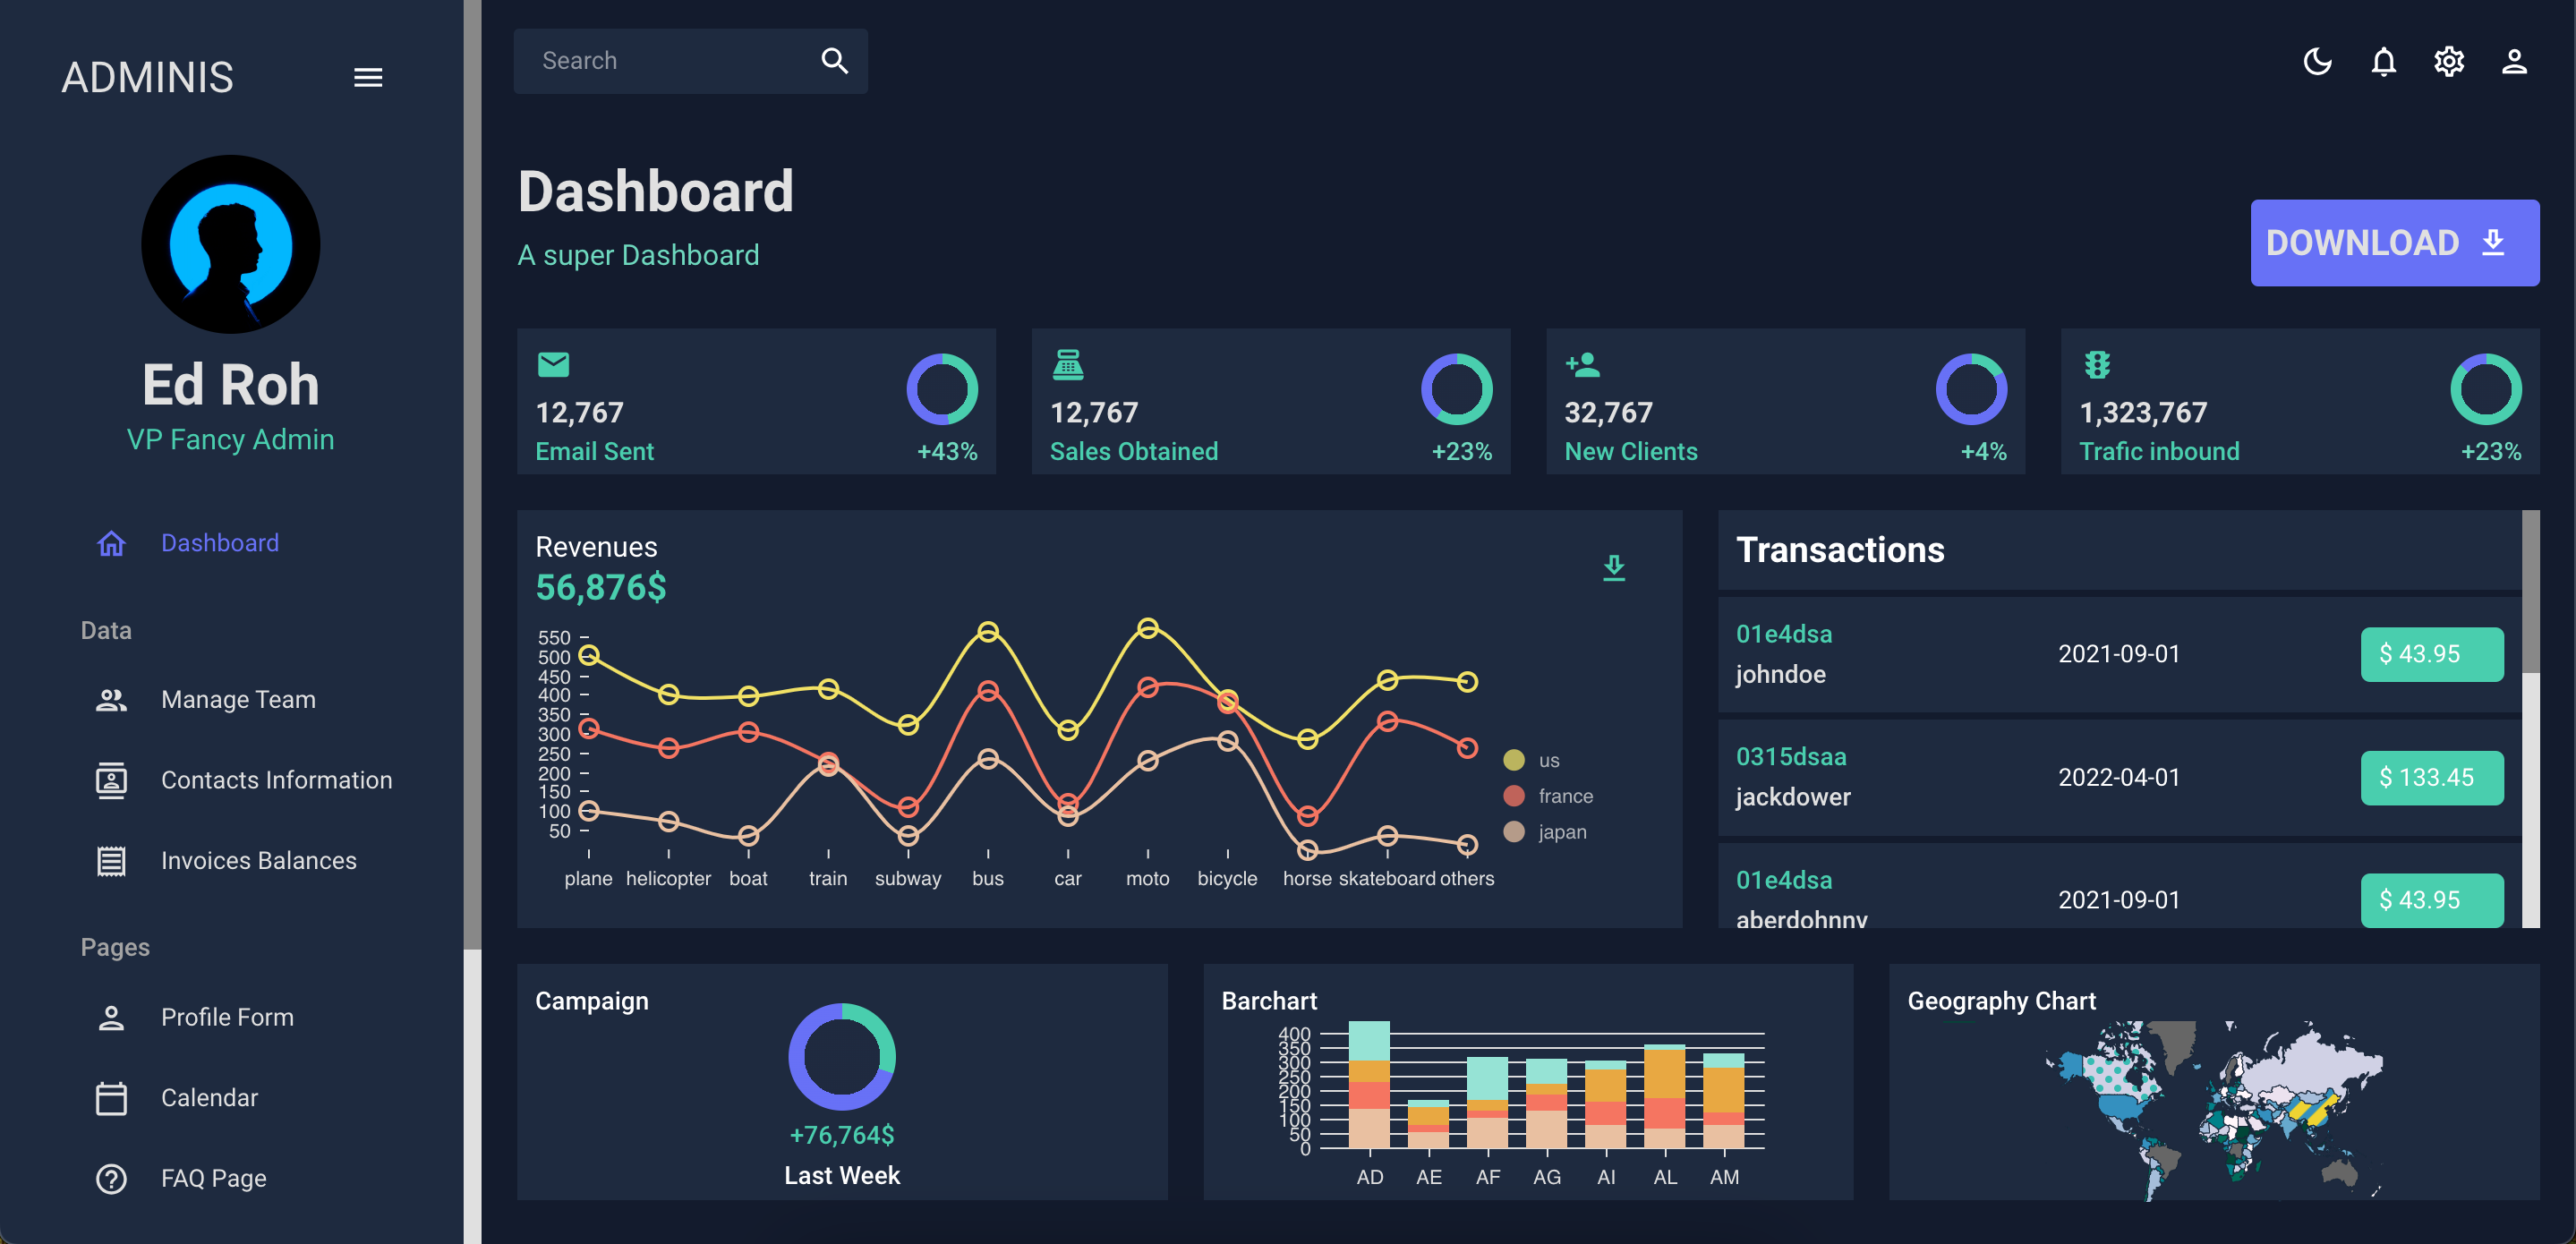 ADMINIS
Ed Roh
VP Fancy Admin
Dashboard
Data
Manage Team
Contacts Information
Invoices Balances
Pages
Profile Form
Calendar
FAQ Page
Search
Dashboard
A super Dashboard
DOWNLOAD
12,767
Email Sent
+43%
12,767
Sales Obtained
+23%
32,767
New Clients
+4%
1,323,767
Trafic inbound
+23%
Revenues
56,876$
550
500
450
400
350
300
250
200
150
100
50
plane helicopter boat train subway bus car moto bicycle horse skateboard others
us
france
japan
Transactions
01e4dsa
johndoe
2021-09-01
$ 43.95
0315dsaa
jackdower
2022-04-01
$ 133.45
01e4dsa
aberdohnny
2021-09-01
$ 43.95
Campaign
+76,764$
Last Week
Barchart
400
350
300
250
200
150
100
50
0
AD AE AF AG AI AL AM
Geography Chart